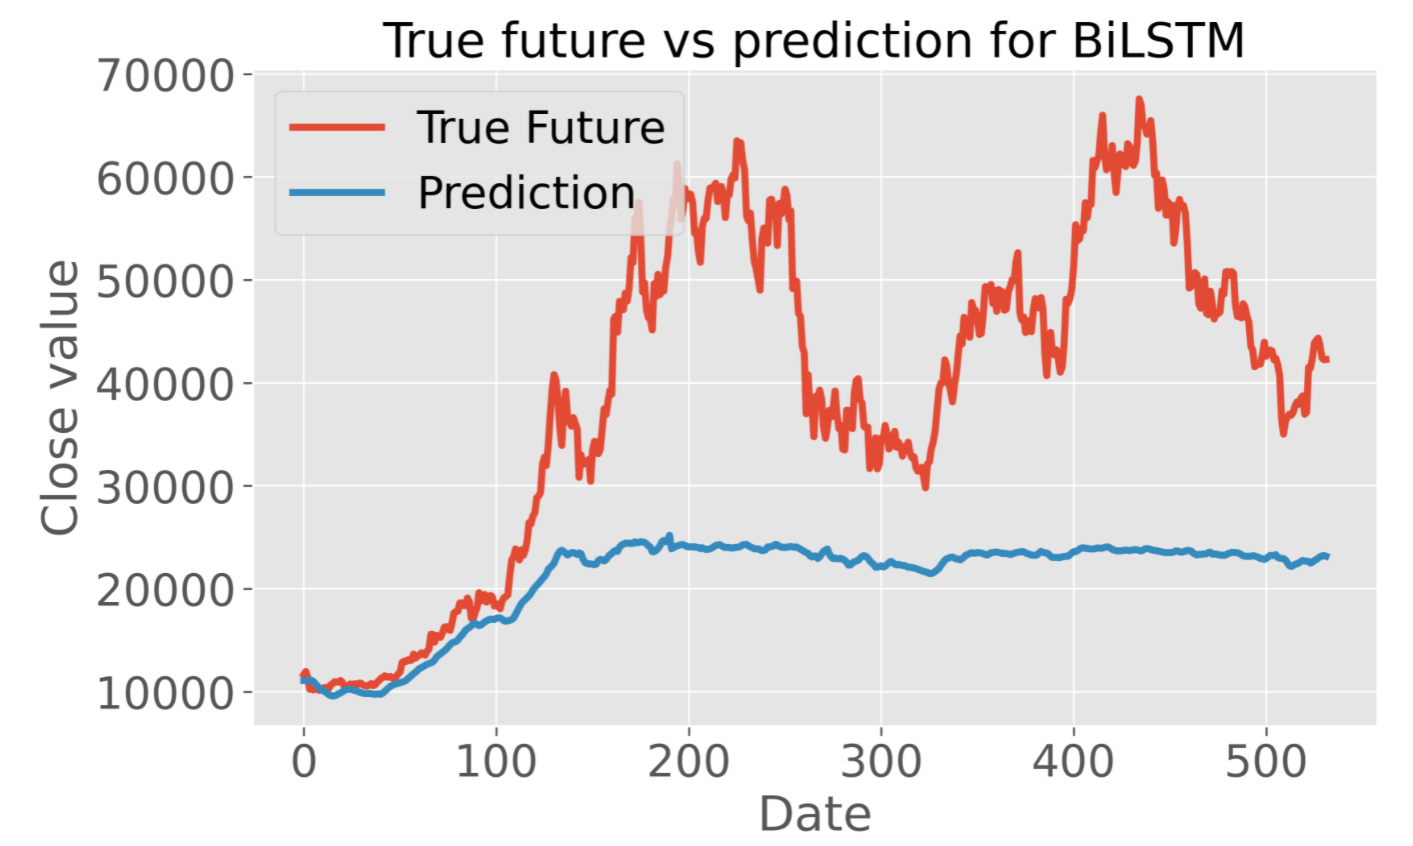 True future vs prediction for BiLSTM
True Future
Prediction
Close value
70000
60000
50000
40000
30000
20000
10000
0 100 200 300 400 500
Date